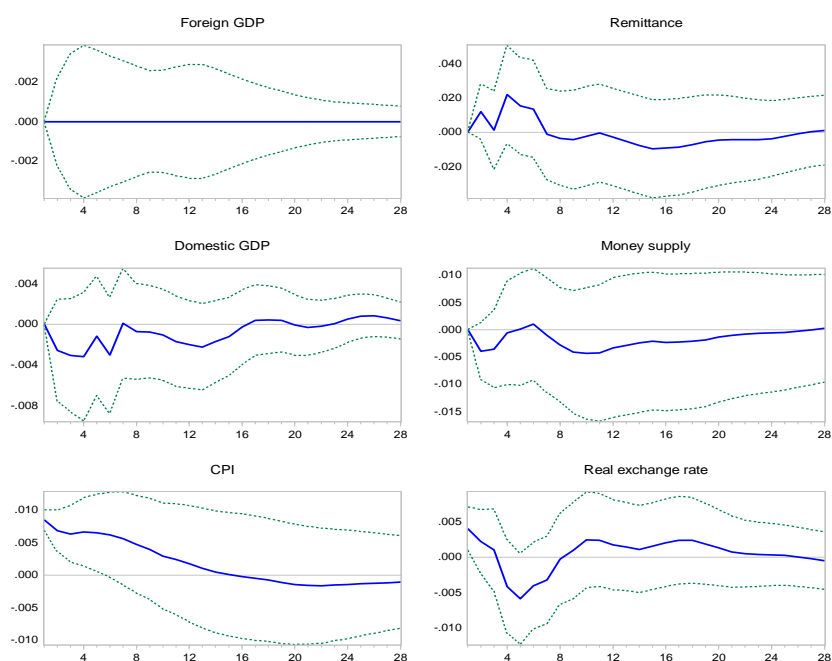 Foreign GDP
.002
.000
-.002
4 8 12 16 20 24 28
Remittance
.040
.020
.000
-.020
4 8 12 16 20 24 28
Domestic GDP
.004
.000
-.004
-.008
4 8 12 16 20 24 28
Money supply
.010
.005
.000
-.005
-.010
-.015
4 8 12 16 20 24 28
CPI
.010
.005
.000
-.005
-.010
4 8 12 16 20 24 28
Real exchange rate
.005
.000
-.005
-.010
4 8 12 16 20 24 28